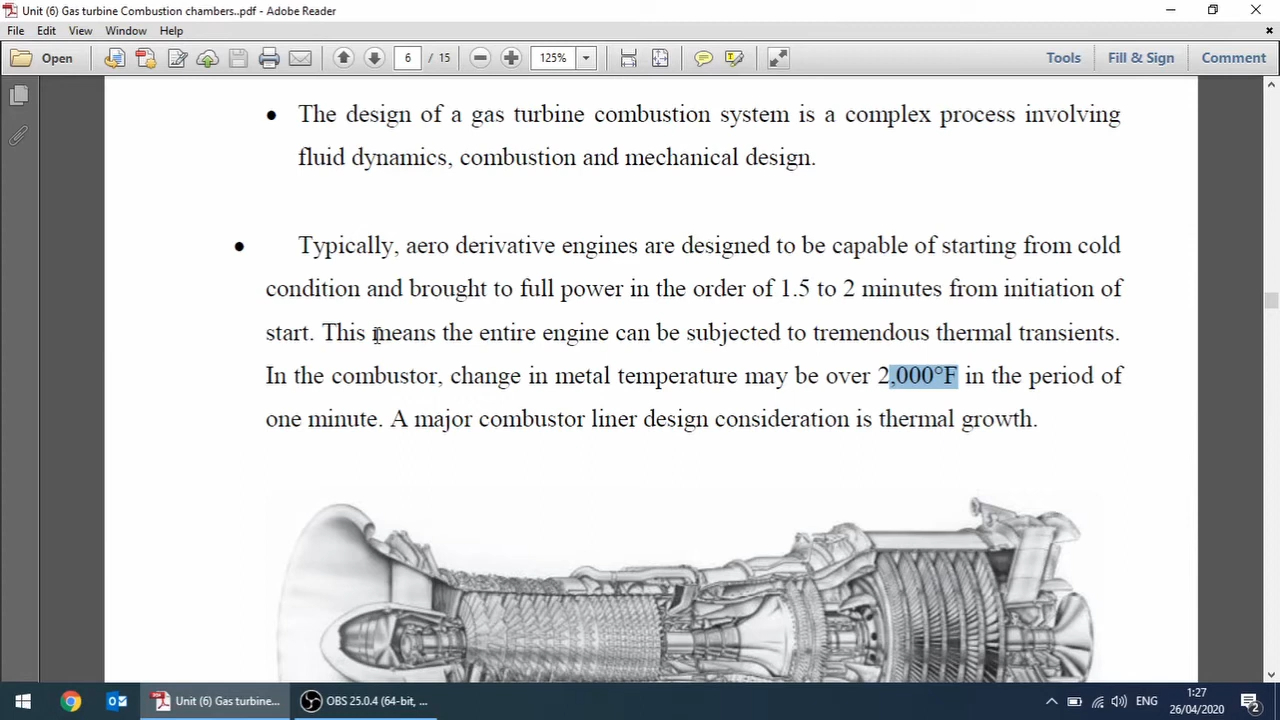 Unit (6) Gas turbine Combustion chambers..pdf - Adobe Reader
File Edit View Window Help
Open 6 / 15 125% Tools Fill & Sign Comment
• The design of a gas turbine combustion system is a complex process involving
fluid dynamics, combustion and mechanical design.
• Typically, aero derivative engines are designed to be capable of starting from cold
condition and brought to full power in the order of 1.5 to 2 minutes from initiation of
start. This means the entire engine can be subjected to tremendous thermal transients.
In the combustor, change in metal temperature may be over 2,000°F in the period of
one minute. A major combustor liner design consideration is thermal growth.
Unit (6) Gas turbine... OBS 25.0.4 (64-bit, ... ENG 1:27
26/04/2020 2